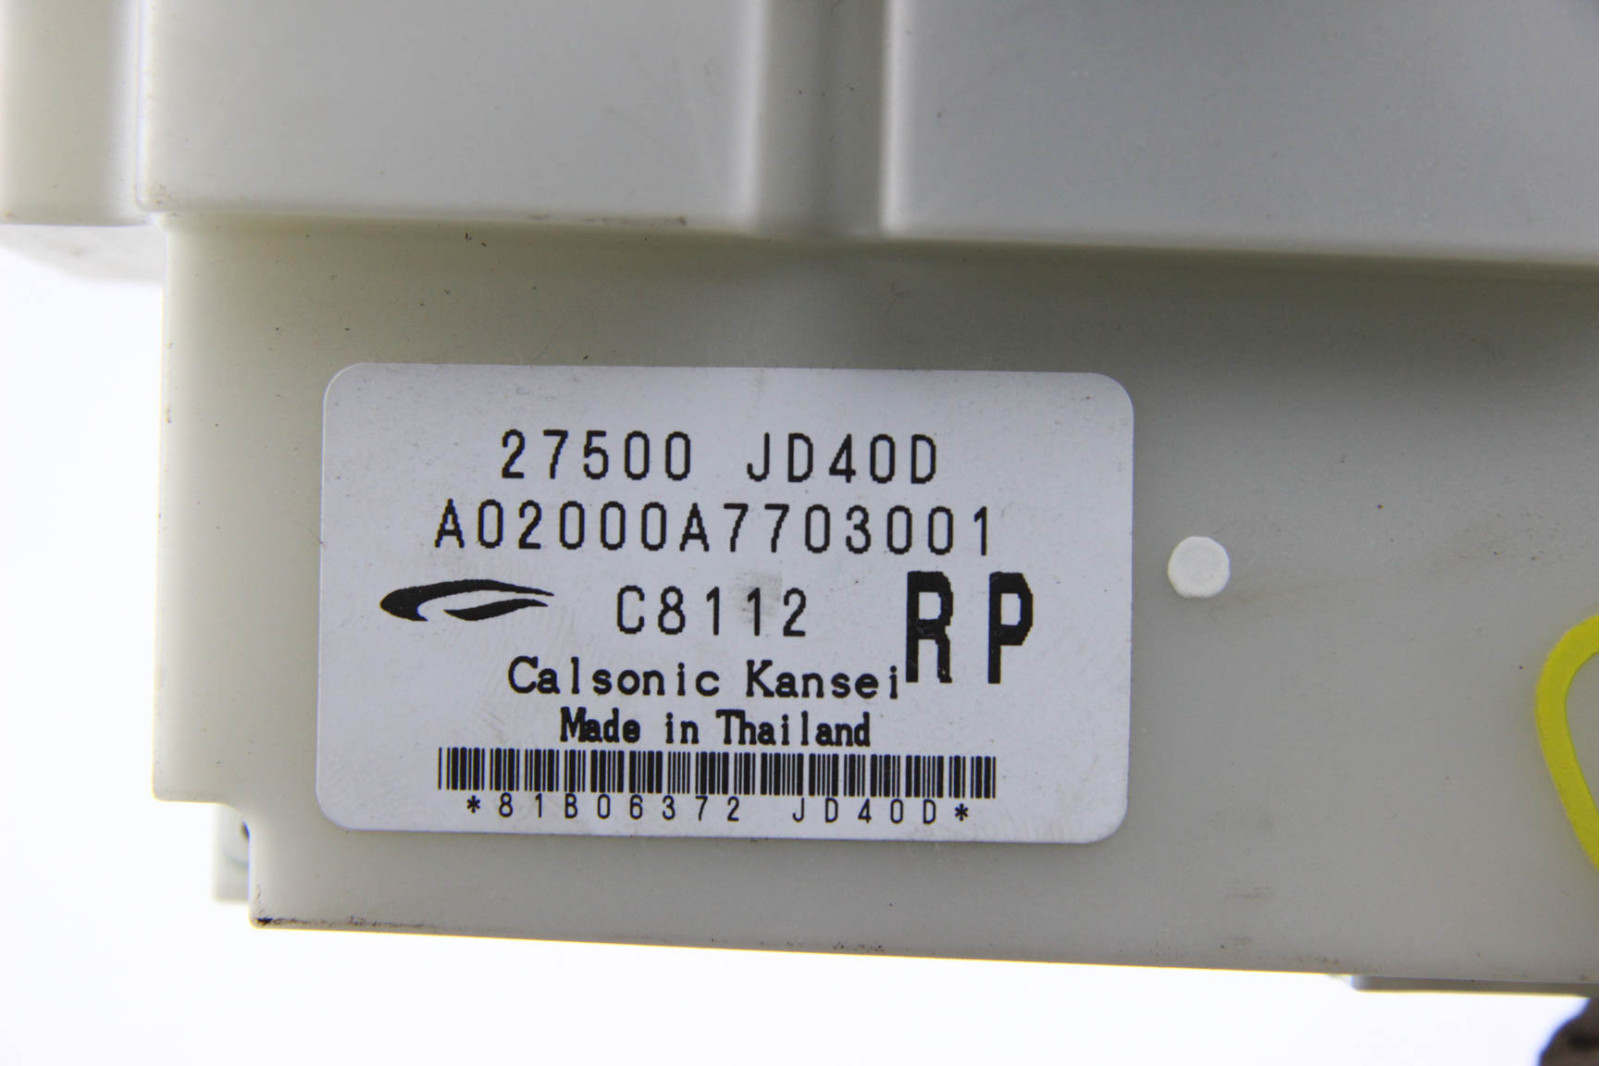 27500 JD40D
A02000A7703001
C8112 RP
Calsonic Kansei
Made in Thailand
*81B06372 JD40D*